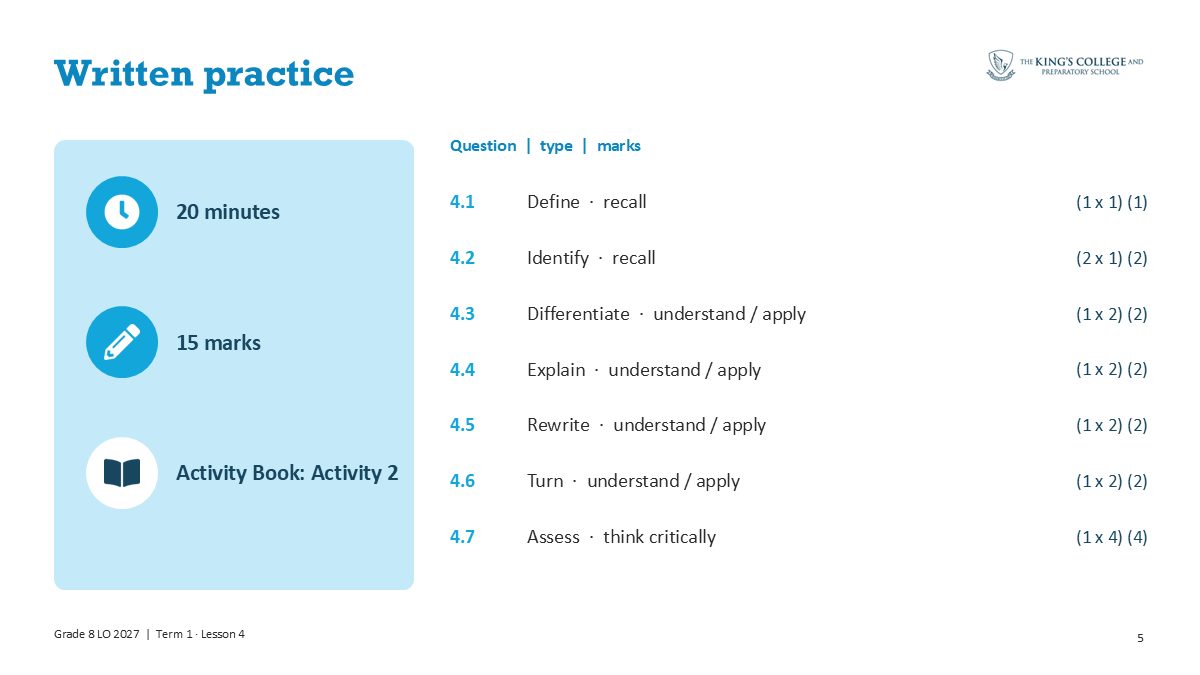 Written practice
THE KING'S COLLEGE AND
PREPARATORY SCHOOL
20 minutes
15 marks
Activity Book: Activity 2
Question | type | marks
4.1 Define · recall (1 x 1) (1)
4.2 Identify · recall (2 x 1) (2)
4.3 Differentiate · understand / apply (1 x 2) (2)
4.4 Explain · understand / apply (1 x 2) (2)
4.5 Rewrite · understand / apply (1 x 2) (2)
4.6 Turn · understand / apply (1 x 2) (2)
4.7 Assess · think critically (1 x 4) (4)
Grade 8 LO 2027 | Term 1 · Lesson 4
5